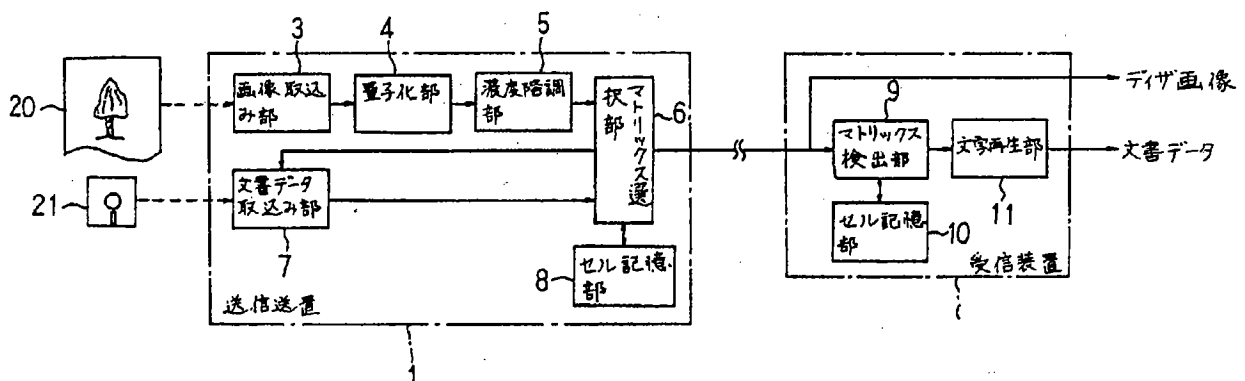 3
4
5
6
20
画像取込
み部
量子化部
濃度階調
部
マトリックス選
択部
9
ディザ画像
マトリックス
検出部
文字再生部
文書データ
21
文書データ
取込み部
7
11
セル記憶
部
10
8
セル記憶
部
送信送置
受信装置
1